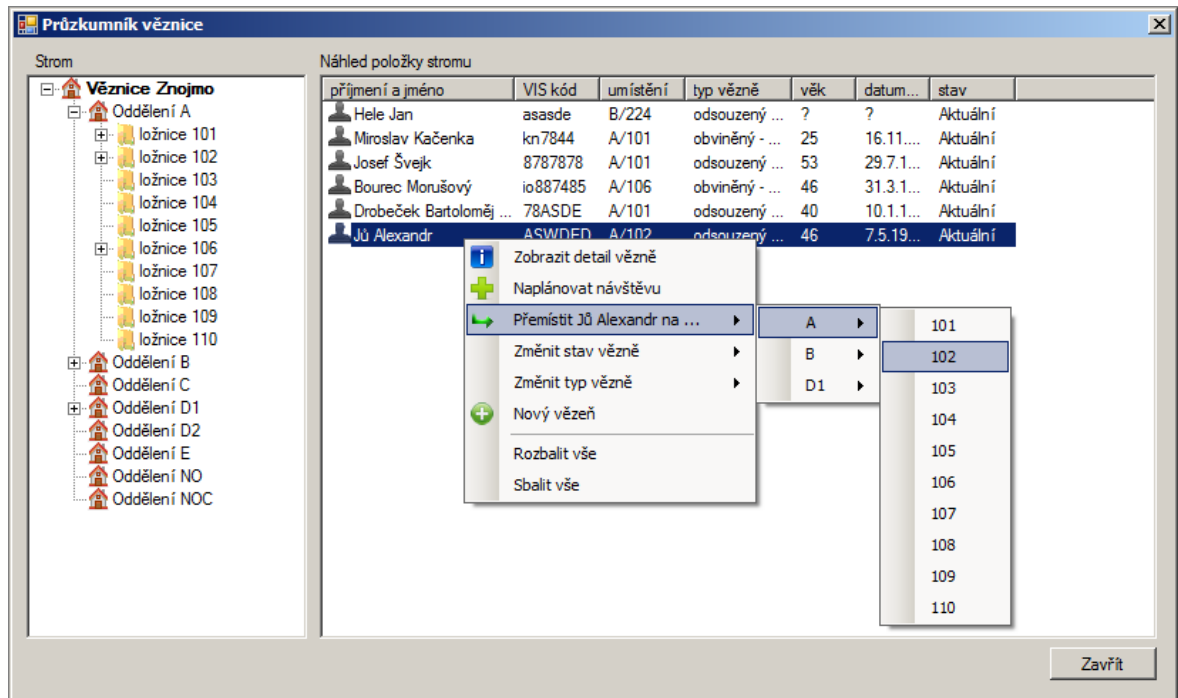 Průzkumník věznice
Strom
Věznice Znojmo
Oddělení A
ložnice 101
ložnice 102
ložnice 103
ložnice 104
ložnice 105
ložnice 106
ložnice 107
ložnice 108
ložnice 109
ložnice 110
Oddělení B
Oddělení C
Oddělení D1
Oddělení D2
Oddělení E
Oddělení NO
Oddělení NOC
Náhled položky stromu
příjmení a jméno VIS kód umístění typ vězně věk datum... stav
Hele Jan asasde B/224 odsouzený ... ? ? Aktuální
Miroslav Kačenka kn7844 A/101 obviněný - ... 25 16.11.... Aktuální
Josef Švejk 8787878 A/101 odsouzený ... 53 29.7.1... Aktuální
Bourec Morušový io887485 A/106 obviněný - ... 46 31.3.1... Aktuální
Drobeček Bartoloměj ... 78ASDE A/101 odsouzený ... 40 10.1.1... Aktuální
Jů Alexandr ASWDED A/102 odsouzený ... 46 7.5.19... Aktuální
Zobrazit detail vězně
Naplánovat návštěvu
Přemístit Jů Alexandr na ...
Změnit stav vězně
Změnit typ vězně
Nový vězeň
Rozbalit vše
Sbalit vše
A
B
D1
101
102
103
104
105
106
107
108
109
110
Zavřít